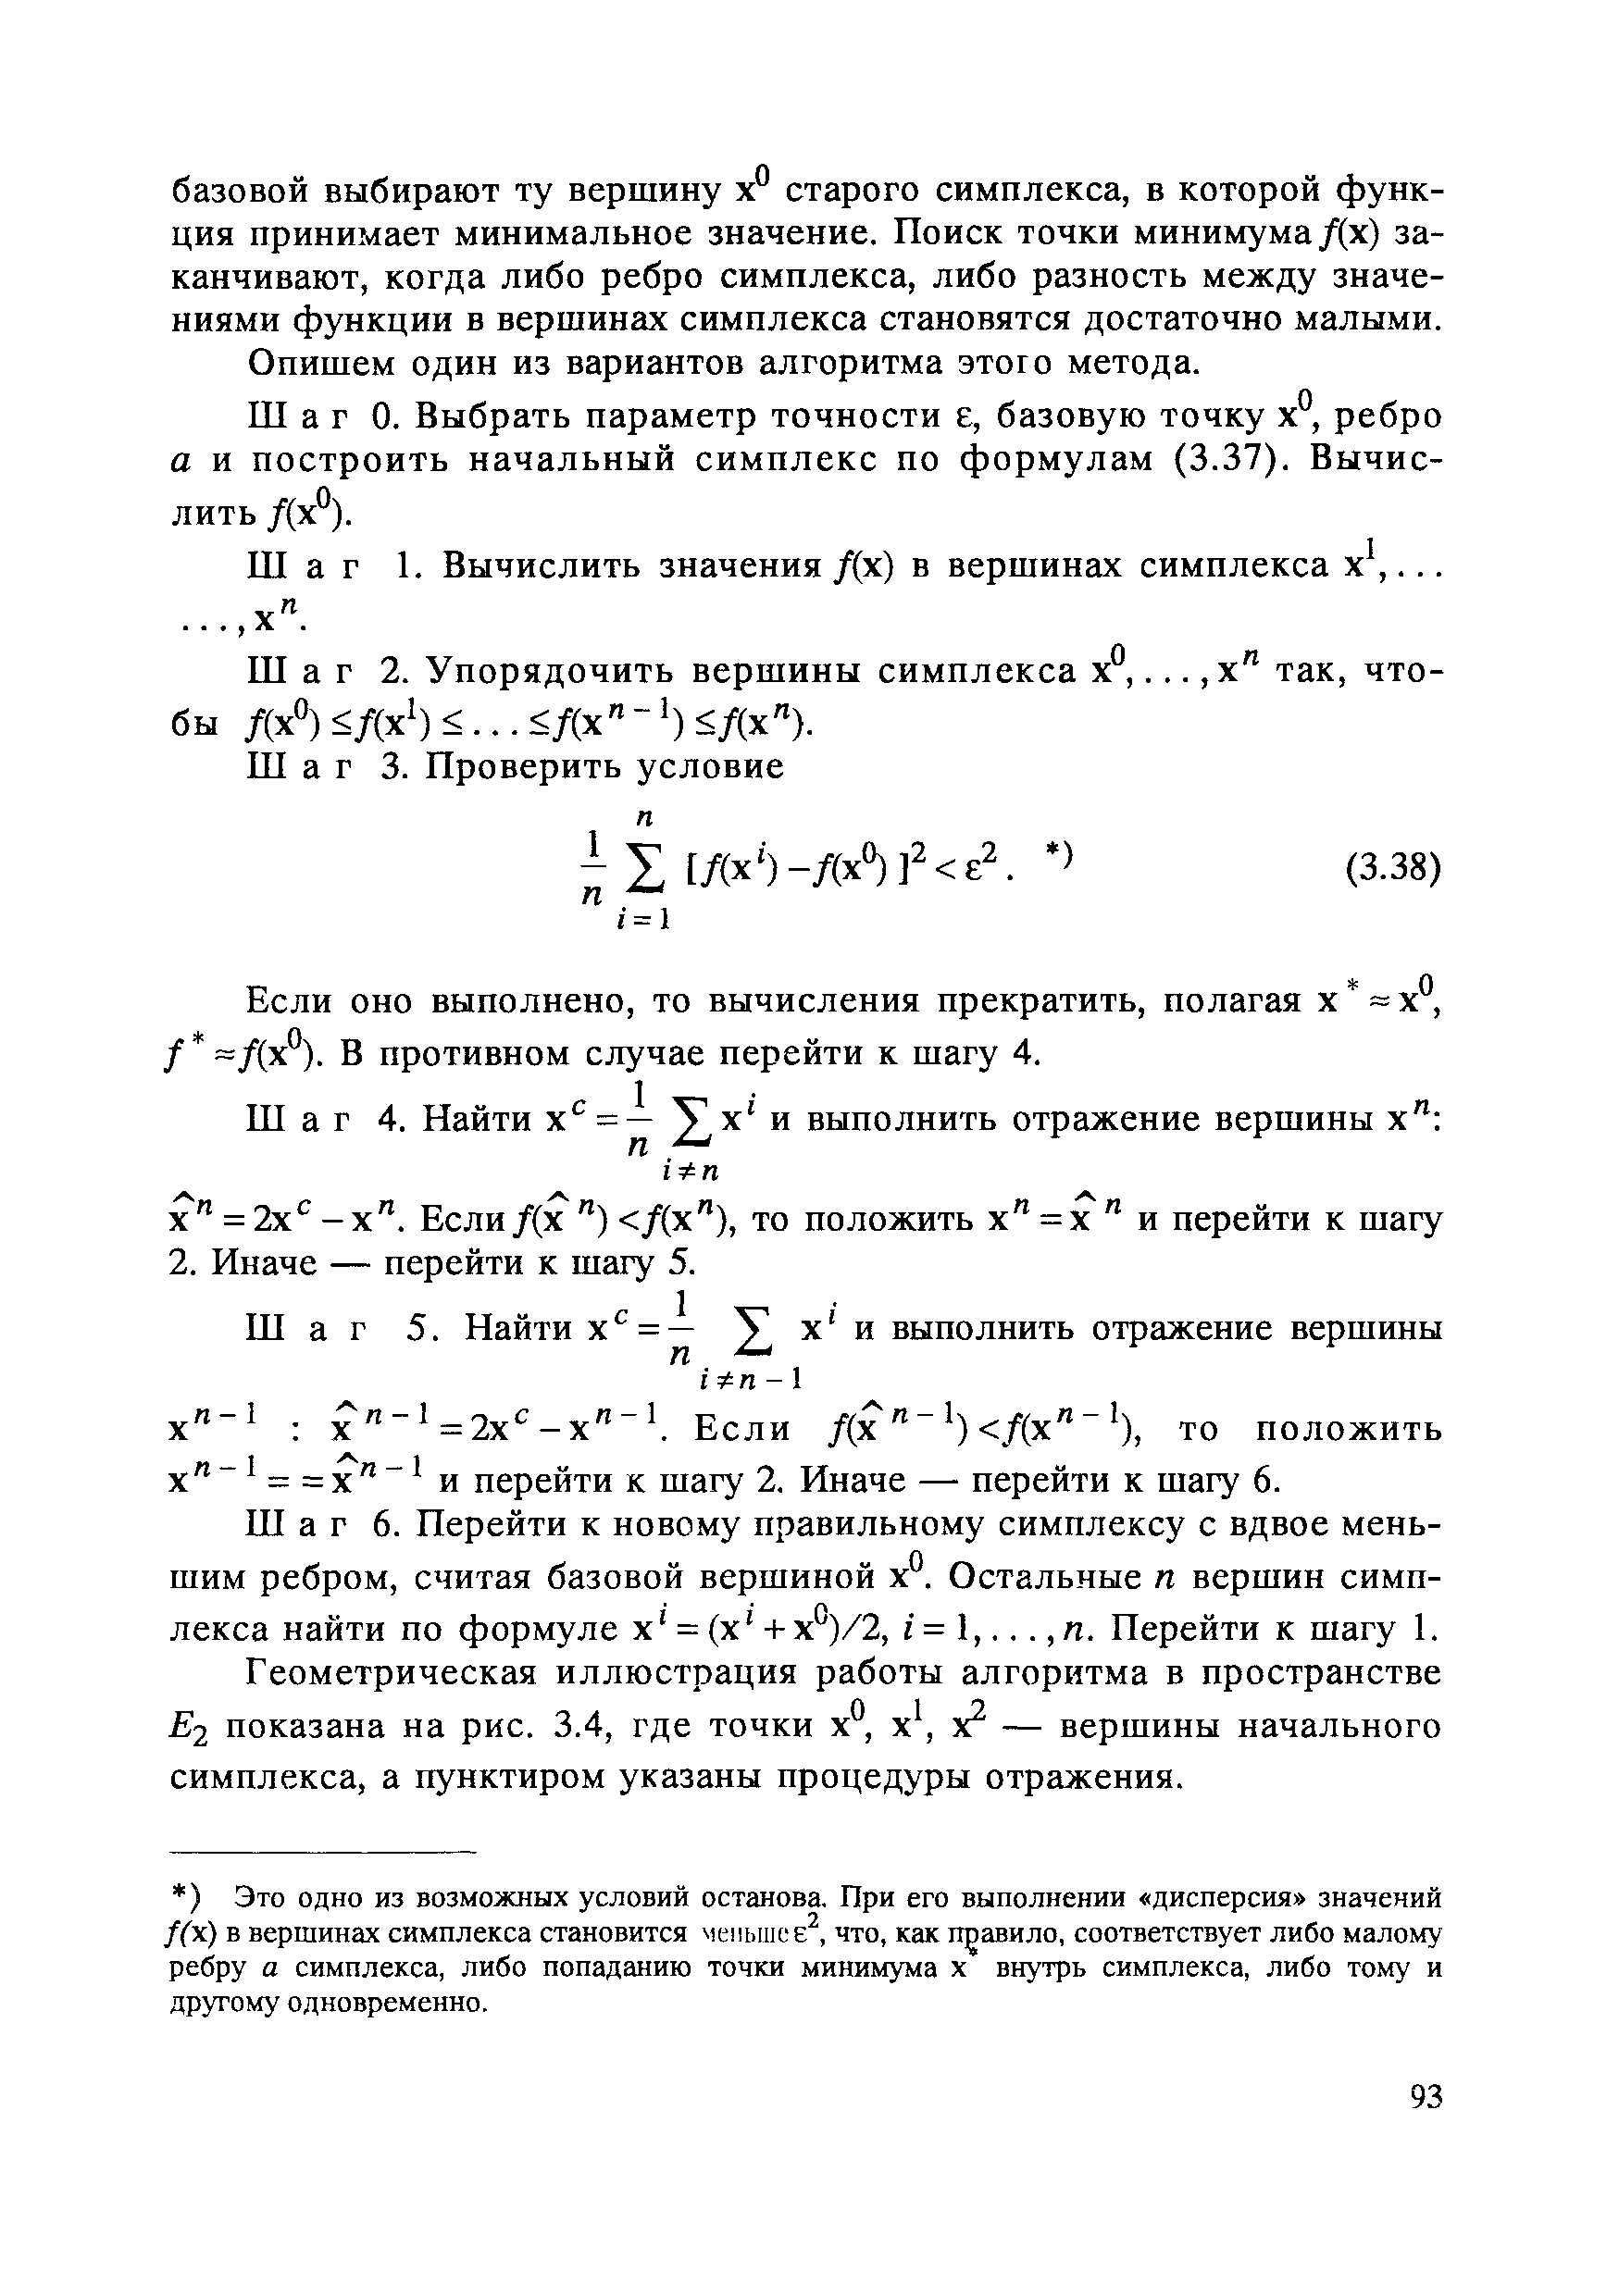 базовой выбирают ту вершину x⁰ старого симплекса, в которой функ-
ция принимает минимальное значение. Поиск точки минимума f(x) за-
канчивают, когда либо ребро симплекса, либо разность между значе-
ниями функции в вершинах симплекса становятся достаточно малыми.
Опишем один из вариантов алгоритма этого метода.
Ш а г 0. Выбрать параметр точности ε, базовую точку x⁰, ребро
a и построить начальный симплекс по формулам (3.37). Вычис-
лить f(x⁰).
Ш а г 1. Вычислить значения f(x) в вершинах симплекса x¹,...
...,xⁿ.
Ш а г 2. Упорядочить вершины симплекса x⁰,...,xⁿ так, что-
бы f(x⁰) ≤ f(x¹) ≤ ... ≤ f(xⁿ⁻¹) ≤ f(xⁿ).
Ш а г 3. Проверить условие
1/n ∑_{i=1}^{n} [f(xⁱ) – f(x⁰)]² < ε². *) (3.38)
Если оно выполнено, то вычисления прекратить, полагая x* ≈ x⁰,
f* ≈ f(x⁰). В противном случае перейти к шагу 4.
Ш а г 4. Найти xᶜ = 1/n ∑_{i≠n} xⁱ и выполнить отражение вершины xⁿ:
x̂ⁿ = 2xᶜ – xⁿ. Если f(x̂ⁿ) < f(xⁿ), то положить xⁿ = x̂ⁿ и перейти к шагу
2. Иначе — перейти к шагу 5.
Ш а г 5. Найти xᶜ = 1/n ∑_{i≠n–1} xⁱ и выполнить отражение вершины
xⁿ⁻¹ : x̂ⁿ⁻¹ = 2xᶜ – xⁿ⁻¹. Если f(x̂ⁿ⁻¹) < f(xⁿ⁻¹), то положить
xⁿ⁻¹ = = x̂ⁿ⁻¹ и перейти к шагу 2. Иначе — перейти к шагу 6.
Ш а г 6. Перейти к новому правильному симплексу с вдвое мень-
шим ребром, считая базовой вершиной x⁰. Остальные n вершин симп-
лекса найти по формуле xⁱ = (xⁱ + x⁰)/2, i = 1,...,n. Перейти к шагу 1.
Геометрическая иллюстрация работы алгоритма в пространстве
E₂ показана на рис. 3.4, где точки x⁰, x¹, x² — вершины начального
симплекса, а пунктиром указаны процедуры отражения.
*) Это одно из возможных условий останова. При его выполнении «дисперсия» значений
f(x) в вершинах симплекса становится меньше ε², что, как правило, соответствует либо малому
ребру a симплекса, либо попаданию точки минимума x* внутрь симплекса, либо тому и
другому одновременно.
93